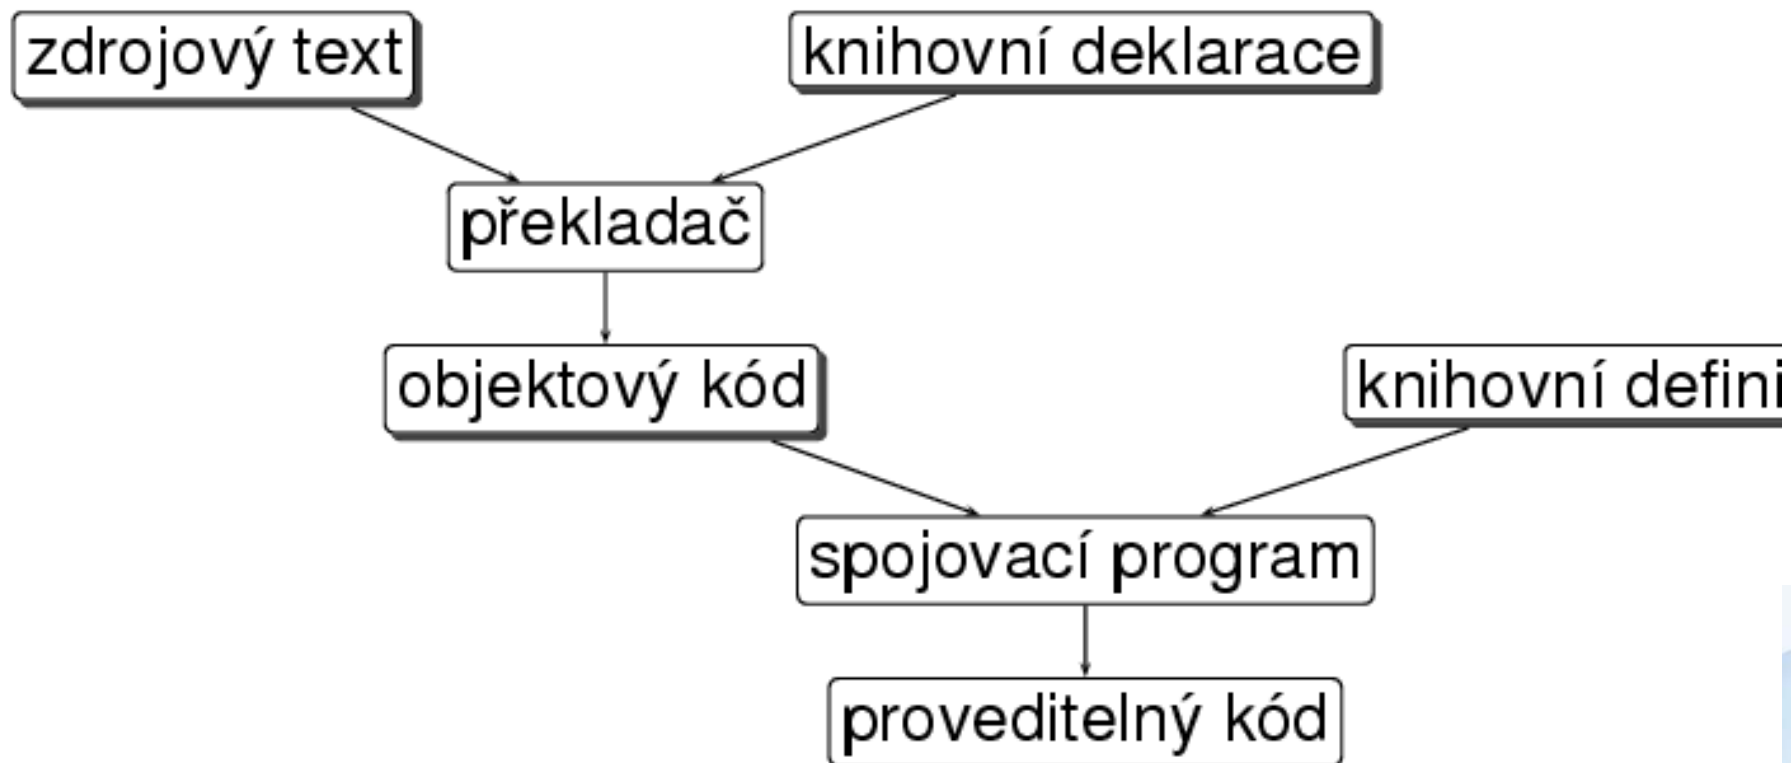 zdrojový text
knihovní deklarace
překladač
objektový kód
knihovní defini
spojovací program
proveditelný kód